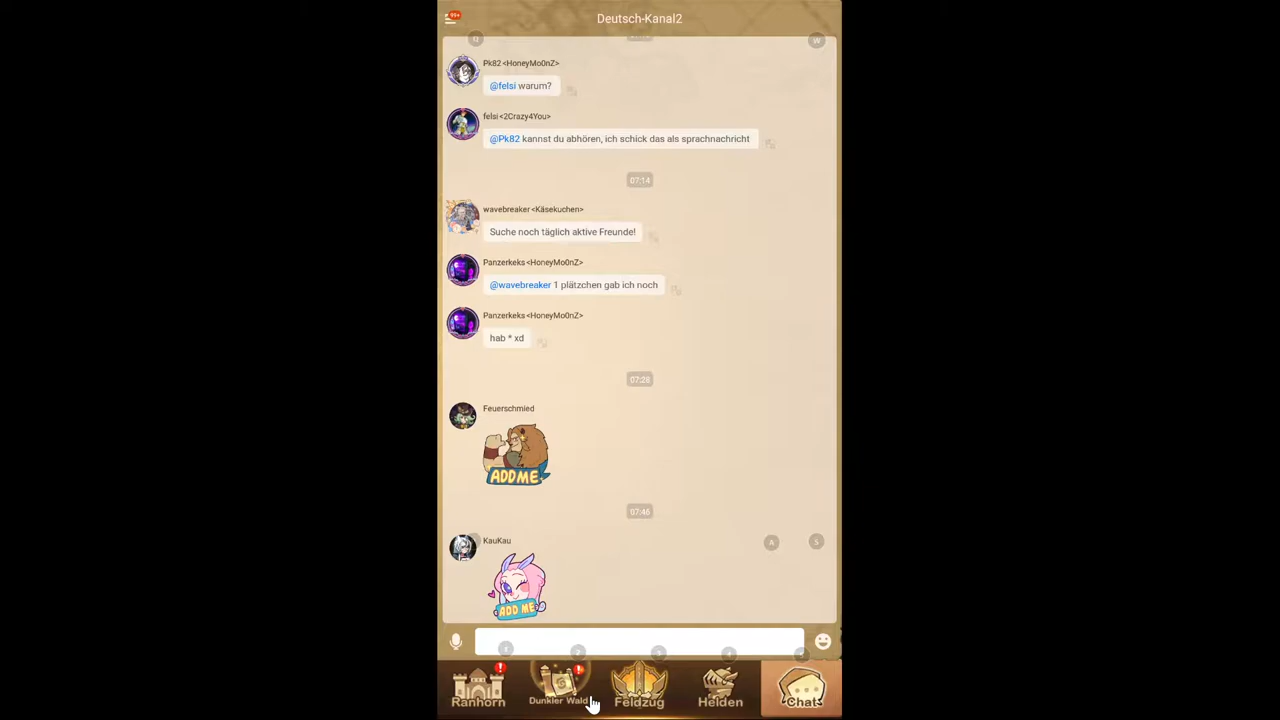 99+
Deutsch-Kanal2
Q
W
Pk82<HoneyMo0nZ>
@felsi warum?
felsi<2Crazy4You>
@Pk82 kannst du abhören, ich schick das als sprachnachricht
07:14
wavebreaker<Käsekuchen>
Suche noch täglich aktive Freunde!
Panzerkeks<HoneyMo0nZ>
@wavebreaker 1 plätzchen gab ich noch
Panzerkeks<HoneyMo0nZ>
hab * xd
07:28
Feuerschmied
ADD ME
07:46
KauKau
A
S
ADD ME
Ranhorn
Dunkler Wald
Feldzug
Helden
Chat